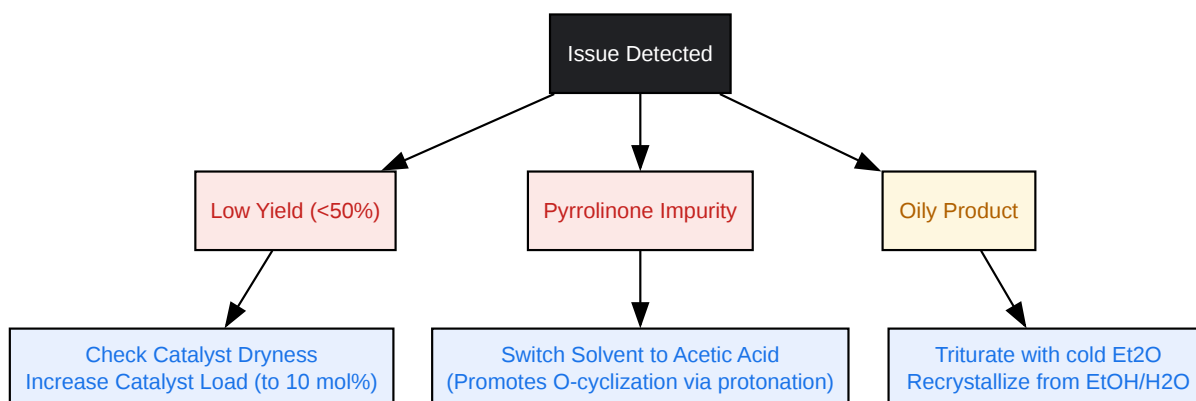 Issue Detected
Low Yield (<50%)
Pyrrolinone Impurity
Oily Product
Check Catalyst Dryness
Increase Catalyst Load (to 10 mol%)
Switch Solvent to Acetic Acid
(Promotes O-cyclization via protonation)
Triturate with cold Et2O
Recrystallize from EtOH/H2O